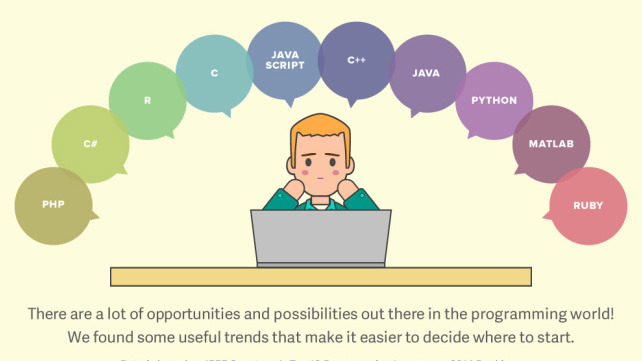 JAVA
SCRIPT
C++
C
JAVA
R
PYTHON
C#
MATLAB
PHP
RUBY
There are a lot of opportunities and possibilities out there in the programming world!
We found some useful trends that make it easier to decide where to start.